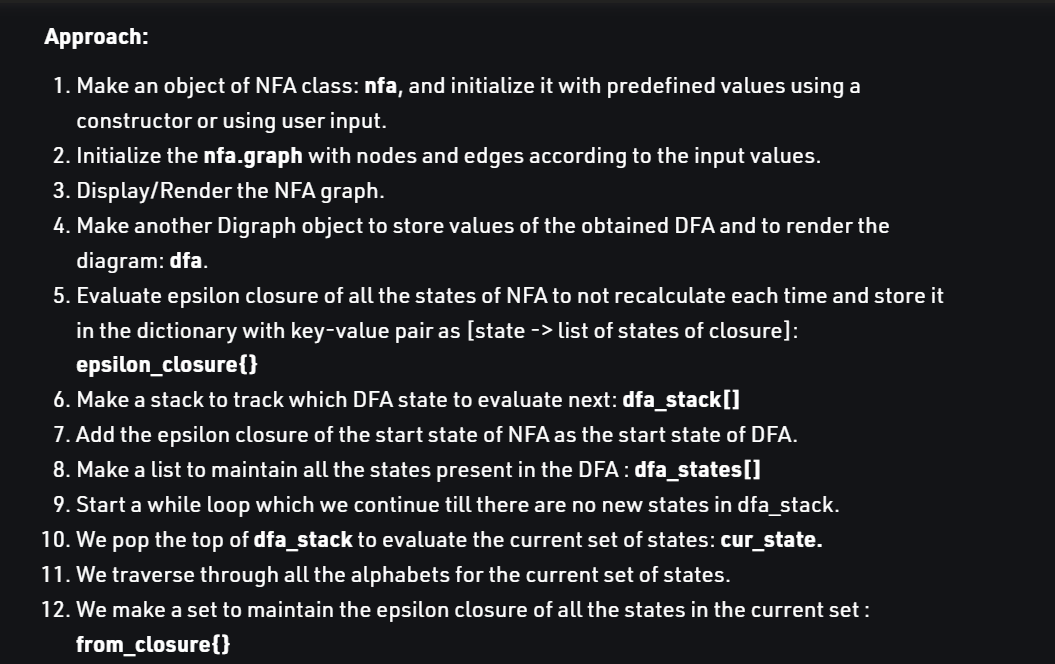 Approach:
1. Make an object of NFA class: nfa, and initialize it with predefined values using a
constructor or using user input.
2. Initialize the nfa.graph with nodes and edges according to the input values.
3. Display/Render the NFA graph.
4. Make another Digraph object to store values of the obtained DFA and to render the
diagram: dfa.
5. Evaluate epsilon closure of all the states of NFA to not recalculate each time and store it
in the dictionary with key-value pair as [state -> list of states of closure]:
epsilon_closure{}
6. Make a stack to track which DFA state to evaluate next: dfa_stack[]
7. Add the epsilon closure of the start state of NFA as the start state of DFA.
8. Make a list to maintain all the states present in the DFA : dfa_states[]
9. Start a while loop which we continue till there are no new states in dfa_stack.
10. We pop the top of dfa_stack to evaluate the current set of states: cur_state.
11. We traverse through all the alphabets for the current set of states.
12. We make a set to maintain the epsilon closure of all the states in the current set :
from_closure{}